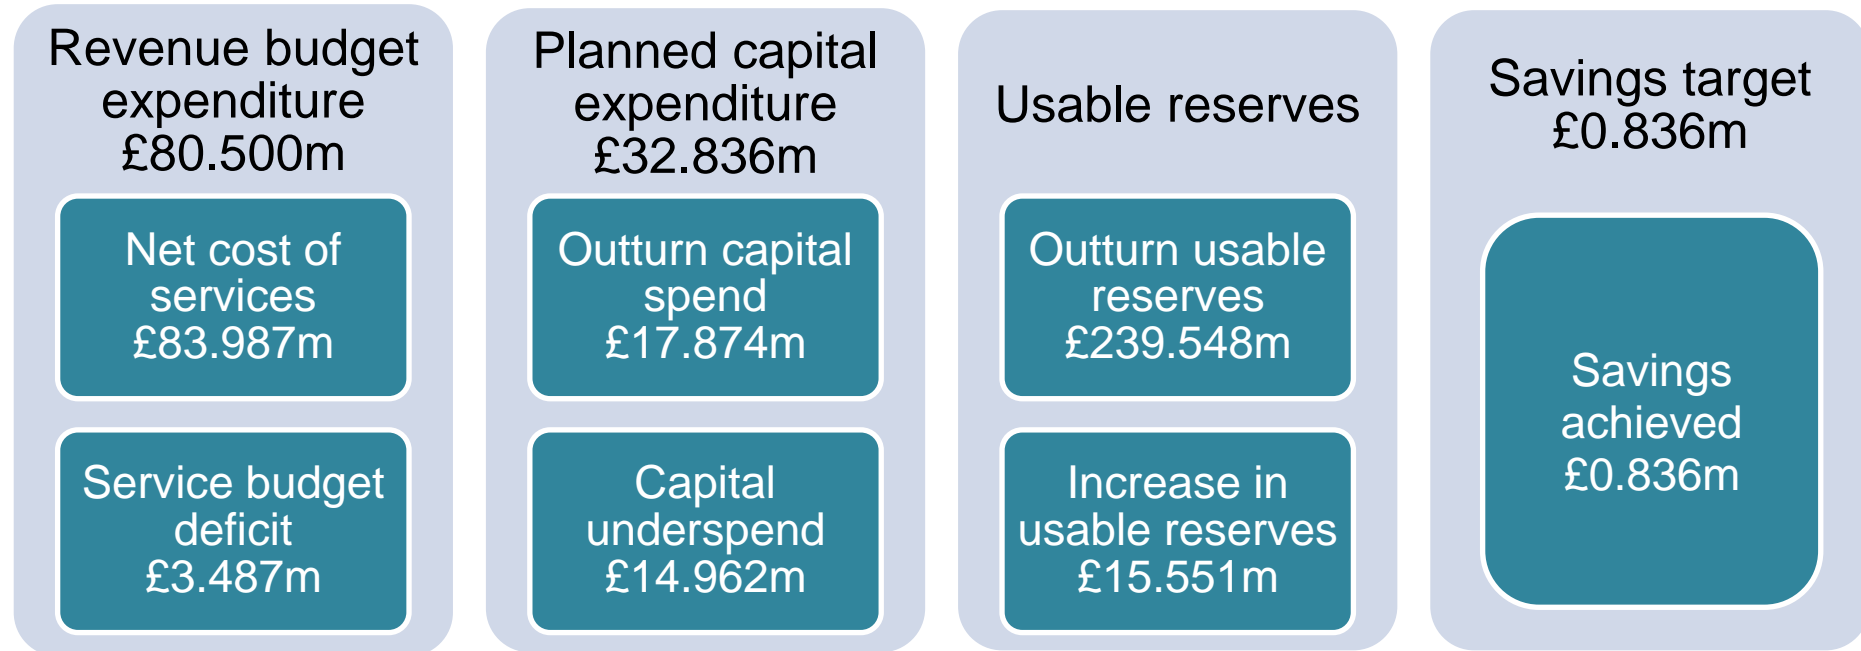 Revenue budget
expenditure
£80.500m
Net cost of
services
£83.987m
Service budget
deficit
£3.487m
Planned capital
expenditure
£32.836m
Outturn capital
spend
£17.874m
Capital
underspend
£14.962m
Usable reserves
Outturn usable
reserves
£239.548m
Increase in
usable reserves
£15.551m
Savings target
£0.836m
Savings
achieved
£0.836m